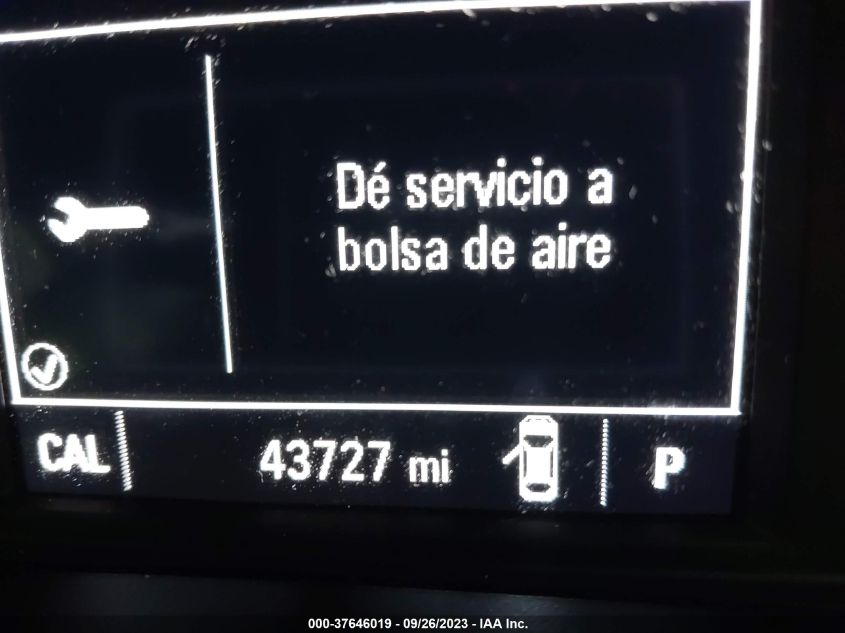 Dé servicio a
bolsa de aire
CAL 43727 mi P
000-37646019 - 09/26/2023 - IAA Inc.